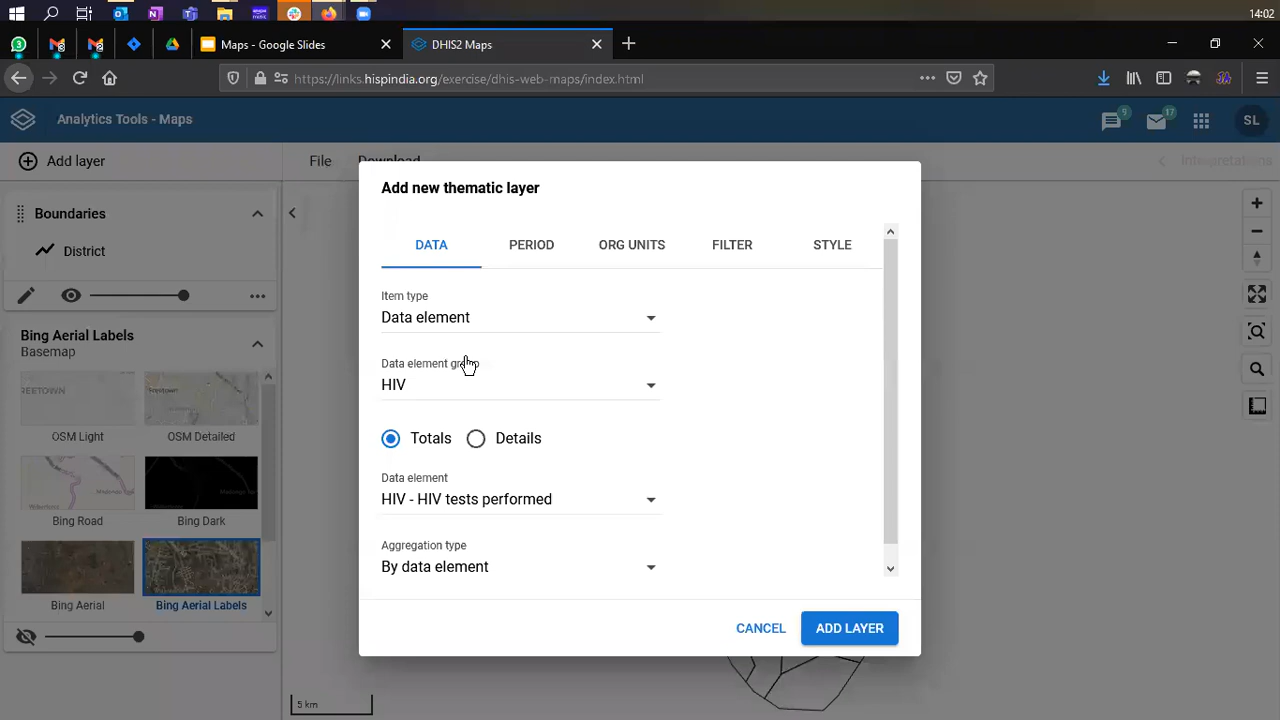 14:02
Maps - Google Slides
DHIS2 Maps
https://links.hispindia.org/exercise/dhis-web-maps/index.html
Analytics Tools - Maps
9
17
SL
Add layer
File
Download
Interpretations
Boundaries
District
Bing Aerial Labels
Basemap
OSM Light
OSM Detailed
Bing Road
Bing Dark
Bing Aerial
Bing Aerial Labels
Add new thematic layer
DATA
PERIOD
ORG UNITS
FILTER
STYLE
Item type
Data element
Data element group
HIV
Totals
Details
Data element
HIV - HIV tests performed
Aggregation type
By data element
CANCEL
ADD LAYER
5 km